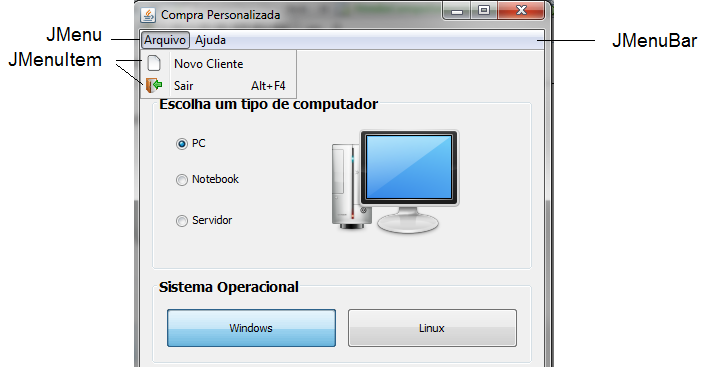 Compra Personalizada
JMenu
Arquivo Ajuda
JMenuBar
JMenuItem
Novo Cliente
Sair Alt+F4
Escolha um tipo de computador
PC
Notebook
Servidor
Sistema Operacional
Windows Linux